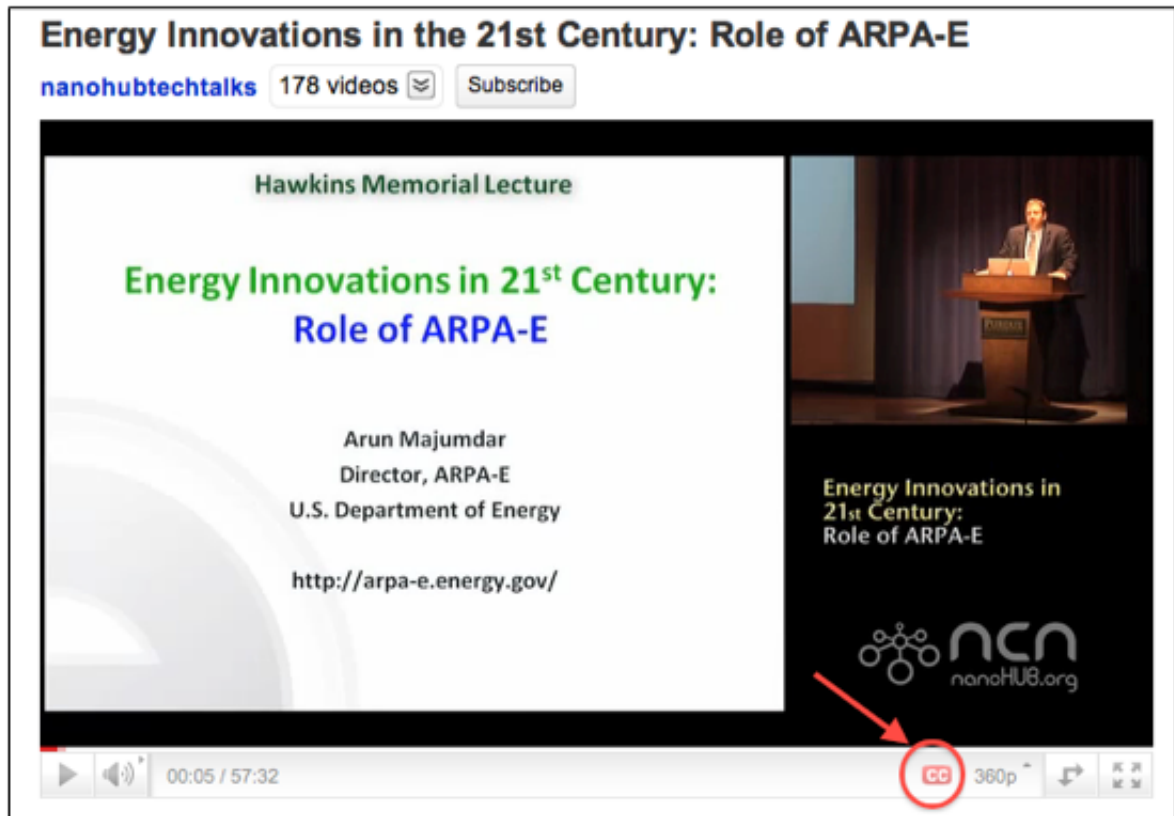 Energy Innovations in the 21st Century: Role of ARPA-E
nanohubtechtalks 178 videos Subscribe
Hawkins Memorial Lecture
Energy Innovations in 21st Century:
Role of ARPA-E
Arun Majumdar
Director, ARPA-E
U.S. Department of Energy
http://arpa-e.energy.gov/
PURDUE
Energy Innovations in
21st Century:
Role of ARPA-E
ncn
nanoHUB.org
00:05 / 57:32 CC 360p